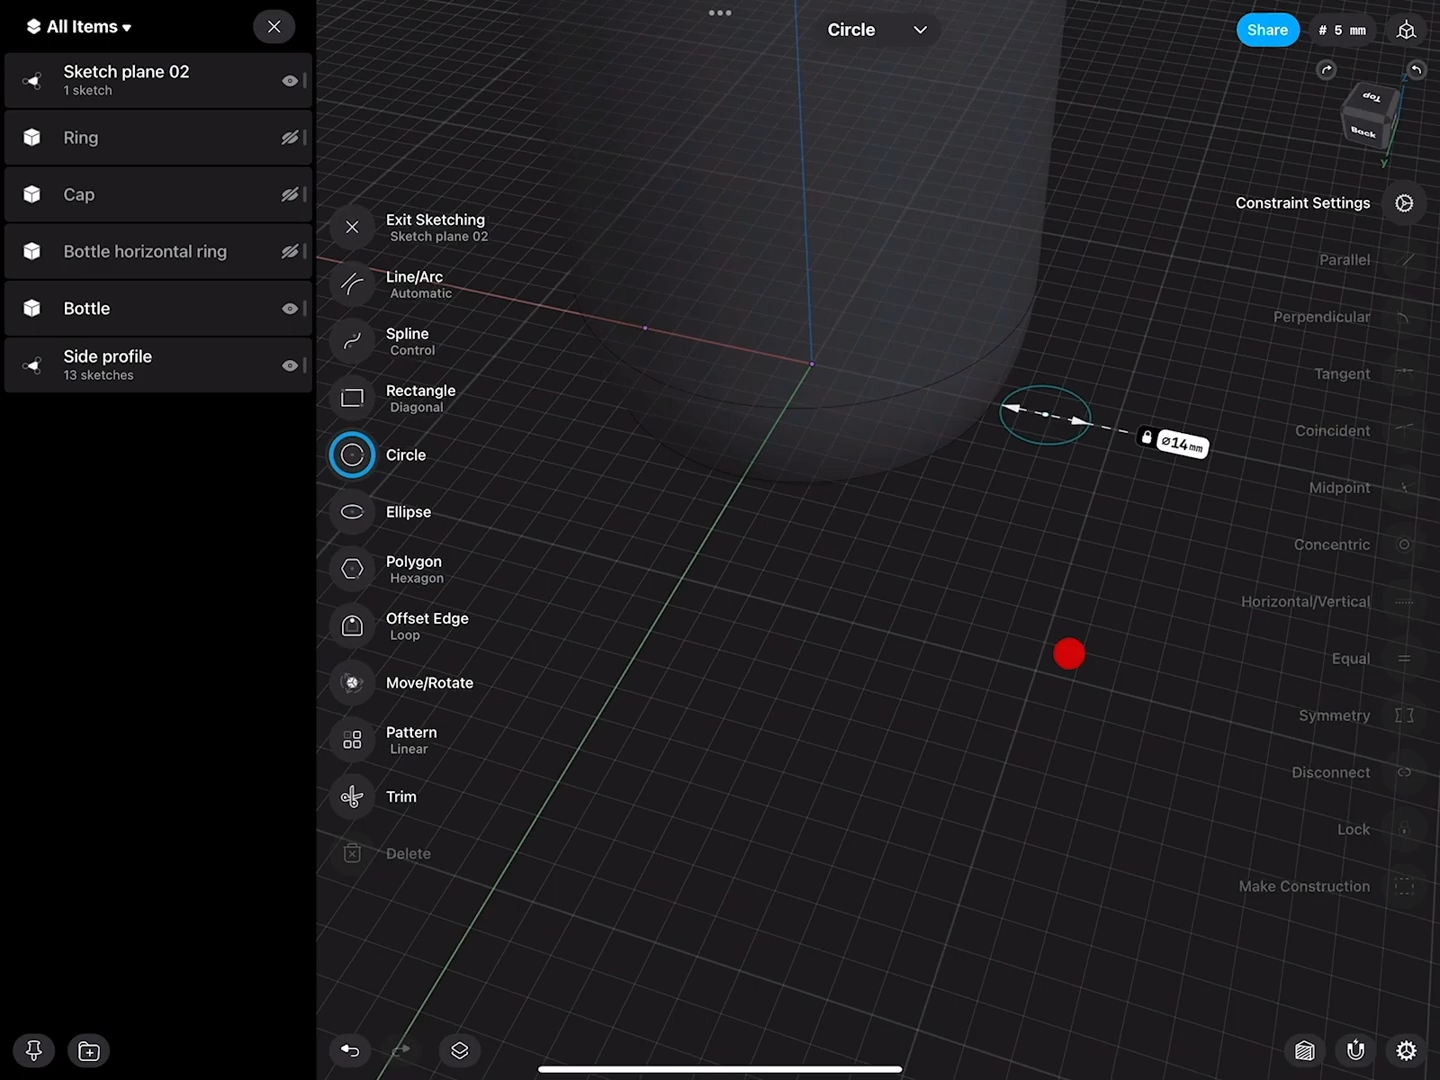 All Items
Sketch plane 02
1 sketch
Ring
Cap
Bottle horizontal ring
Bottle
Side profile
13 sketches
Circle
Share
# 5 mm
Top
Back
Z
y
Exit Sketching
Sketch plane 02
Line/Arc
Automatic
Spline
Control
Rectangle
Diagonal
Circle
Ellipse
Polygon
Hexagon
Offset Edge
Loop
Move/Rotate
Pattern
Linear
Trim
Delete
⌀14mm
Constraint Settings
Parallel
Perpendicular
Tangent
Coincident
Midpoint
Concentric
Horizontal/Vertical
Equal
Symmetry
Disconnect
Lock
Make Construction